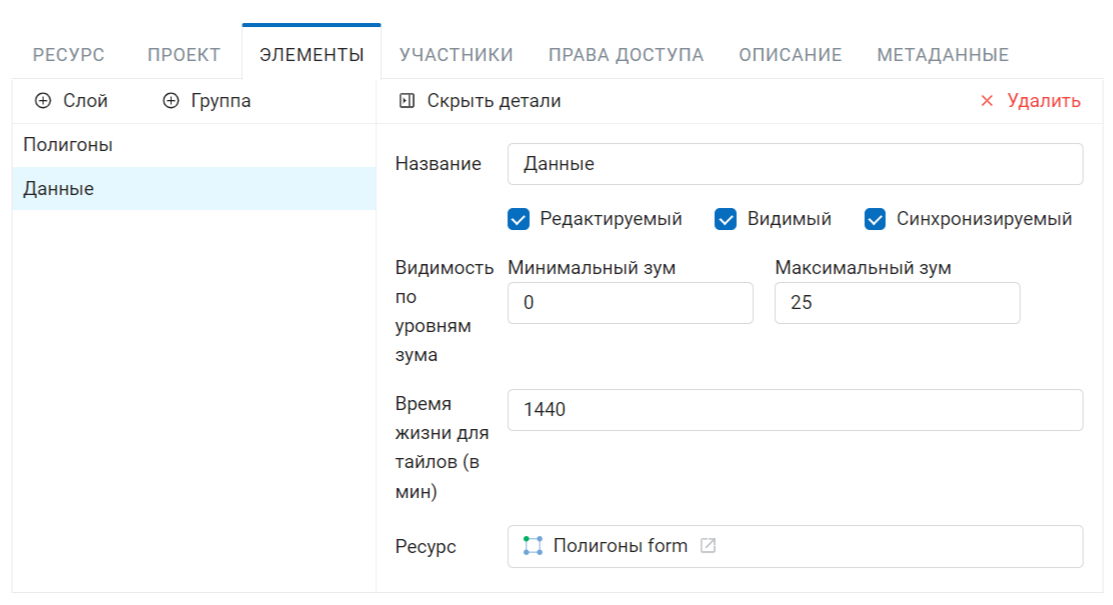 РЕСУРС ПРОЕКТ ЭЛЕМЕНТЫ УЧАСТНИКИ ПРАВА ДОСТУПА ОПИСАНИЕ МЕТАДАННЫЕ
Слой Группа Скрыть детали Удалить
Полигоны
Данные
Название Данные
Редактируемый Видимый Синхронизируемый
Видимость по уровням зума
Минимальный зум Максимальный зум
0 25
Время
жизни для
тайлов (в
мин)
1440
Ресурс Полигоны form